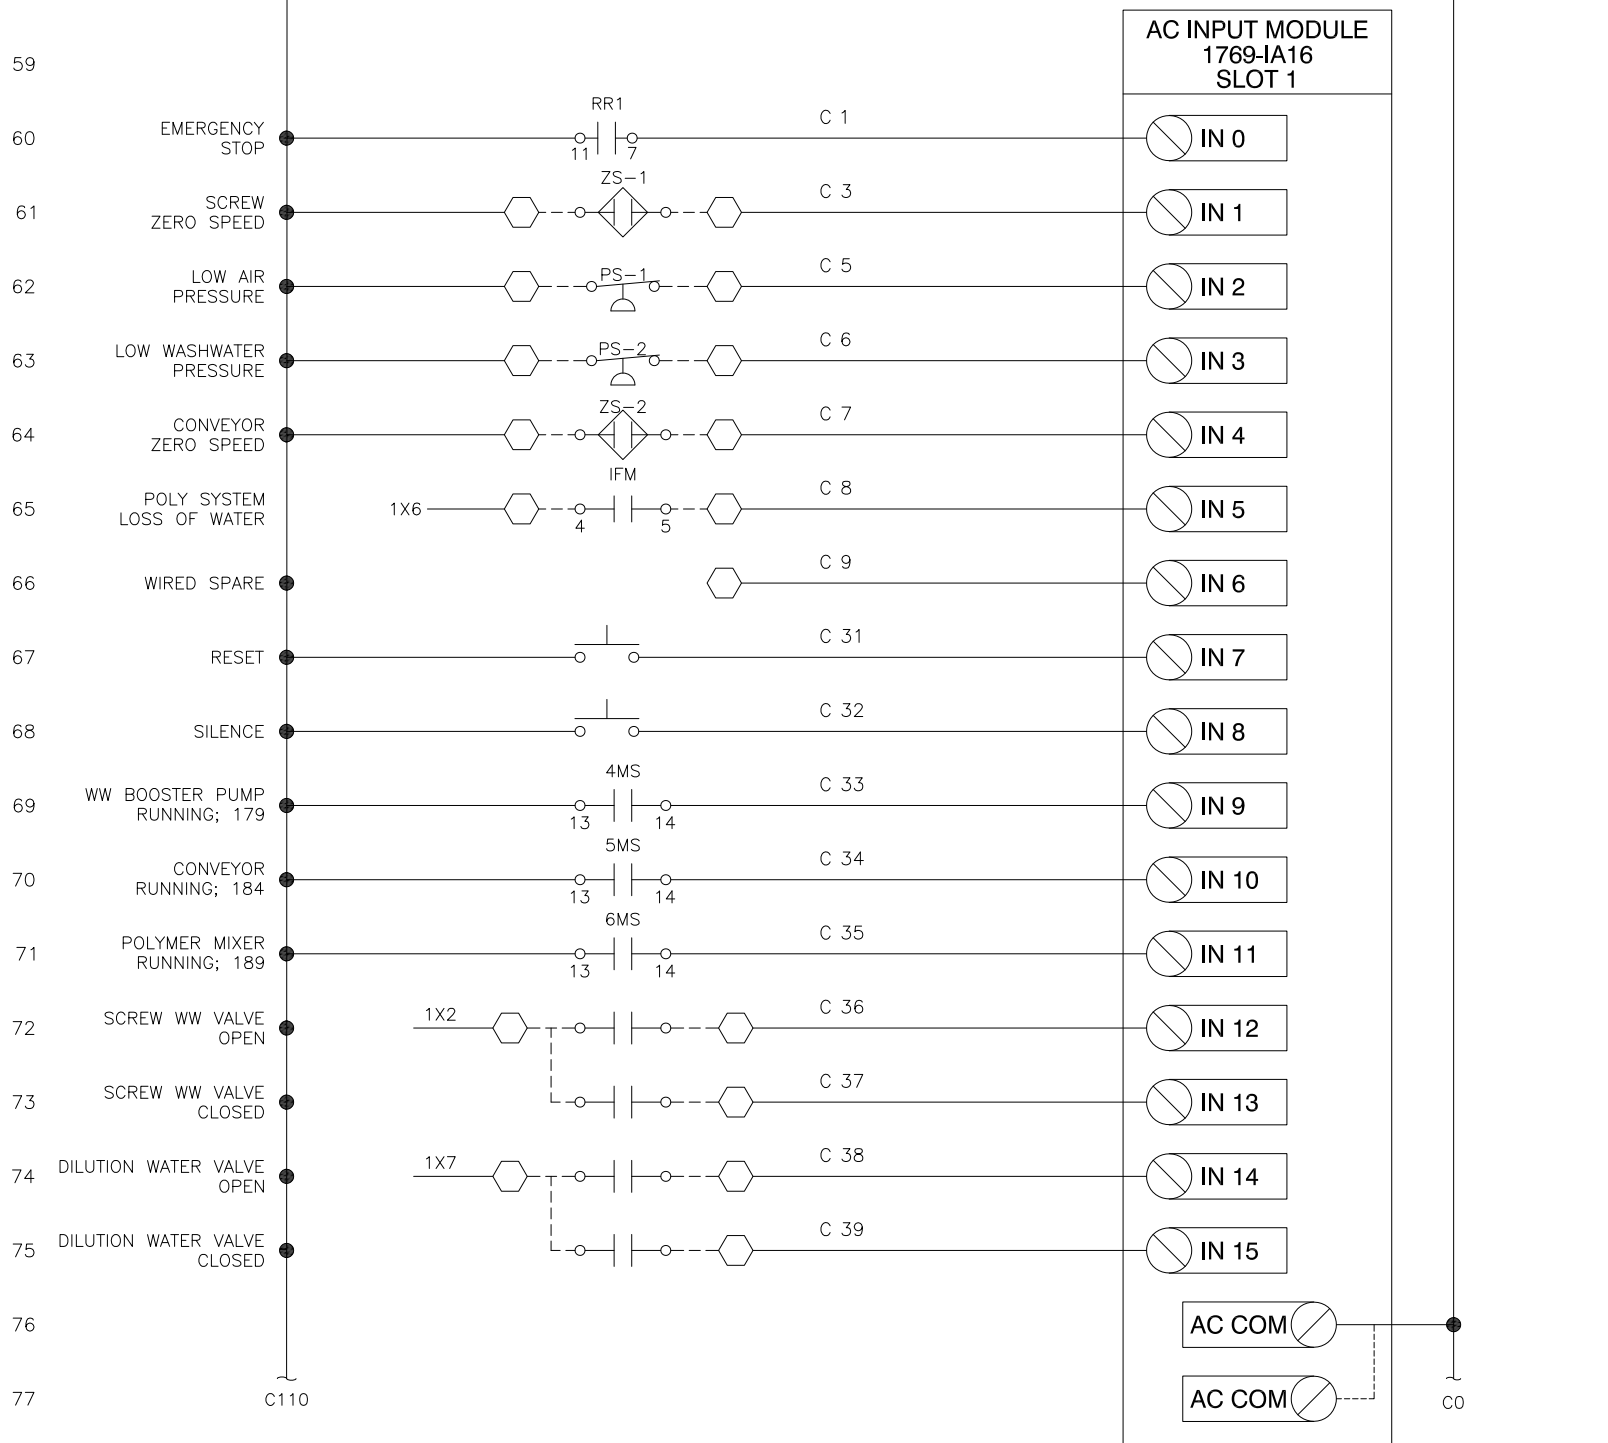 AC INPUT MODULE
1769-IA16
SLOT 1
59
60
EMERGENCY
STOP
RR1
11
7
C 1
IN 0
61
SCREW
ZERO SPEED
ZS-1
C 3
IN 1
62
LOW AIR
PRESSURE
PS-1
C 5
IN 2
63
LOW WASHWATER
PRESSURE
PS-2
C 6
IN 3
64
CONVEYOR
ZERO SPEED
ZS-2
C 7
IN 4
65
POLY SYSTEM
LOSS OF WATER
1X6
IFM
4
5
C 8
IN 5
66
WIRED SPARE
C 9
IN 6
67
RESET
C 31
IN 7
68
SILENCE
C 32
IN 8
69
WW BOOSTER PUMP
RUNNING; 179
4MS
13
14
C 33
IN 9
70
CONVEYOR
RUNNING; 184
5MS
13
14
C 34
IN 10
71
POLYMER MIXER
RUNNING; 189
6MS
13
14
C 35
IN 11
72
SCREW WW VALVE
OPEN
1X2
C 36
IN 12
73
SCREW WW VALVE
CLOSED
C 37
IN 13
74
DILUTION WATER VALVE
OPEN
1X7
C 38
IN 14
75
DILUTION WATER VALVE
CLOSED
C 39
IN 15
76
AC COM
77
C110
AC COM
C0